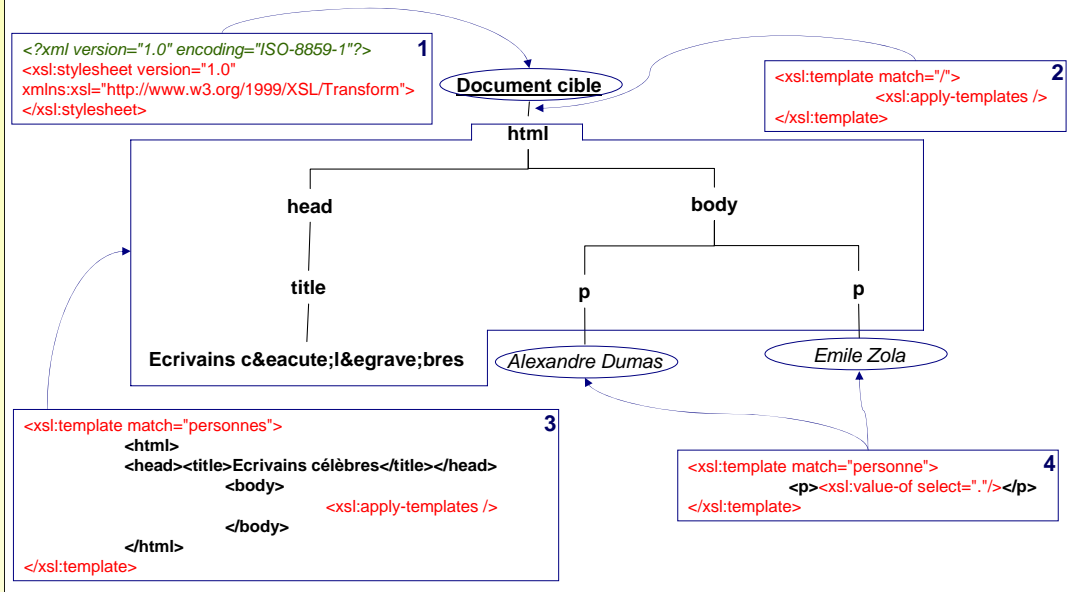 <?xml version="1.0" encoding="ISO-8859-1"?> 1
<xsl:stylesheet version="1.0"
xmlns:xsl="http://www.w3.org/1999/XSL/Transform">
</xsl:stylesheet>
Document cible
<xsl:template match="/"> 2
<xsl:apply-templates />
</xsl:template>
html
head
body
title
p
p
Ecrivains c&eacute;l&egrave;bres
Alexandre Dumas
Emile Zola
<xsl:template match="personnes"> 3
<html>
<head><title>Ecrivains célèbres</title></head>
<body>
<xsl:apply-templates />
</body>
</html>
</xsl:template>
<xsl:template match="personne"> 4
<p><xsl:value-of select="."/></p>
</xsl:template>